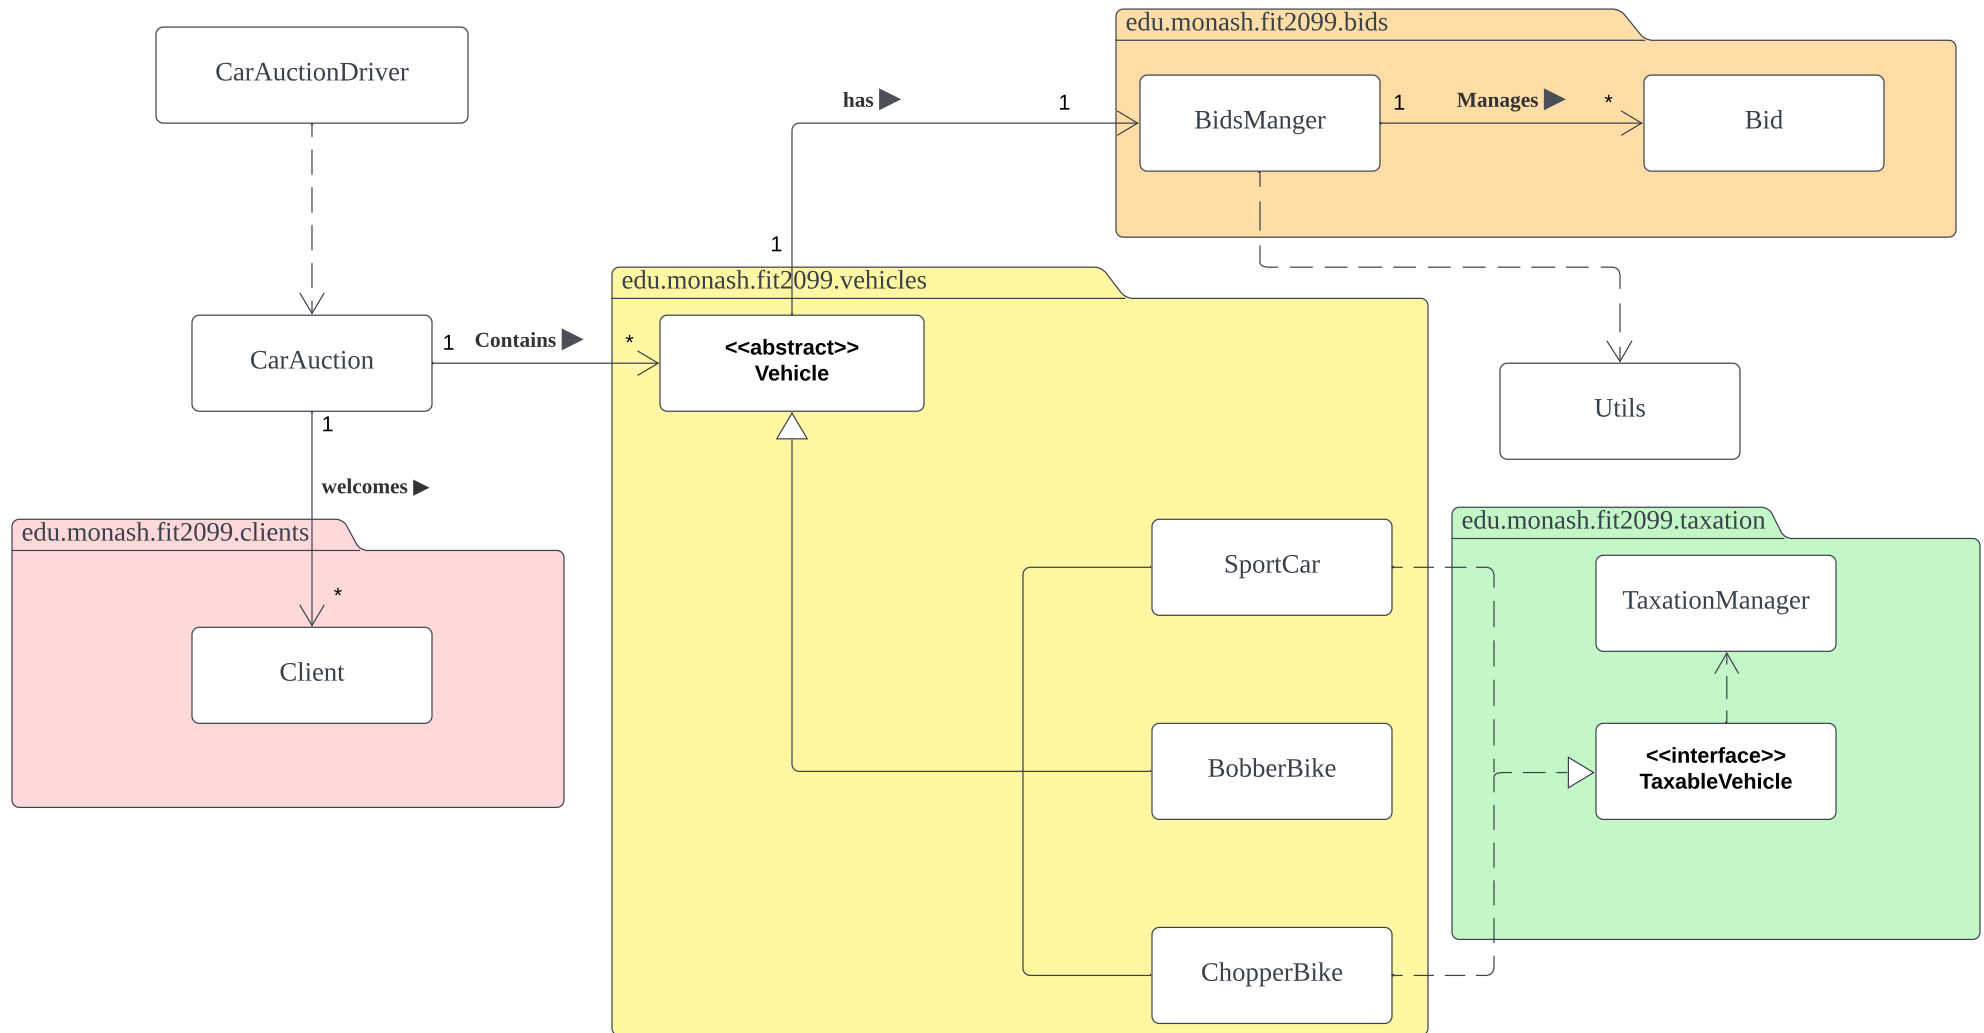 edu.monash.fit2099.bids
CarAuctionDriver
has ▶
1
BidsManger
1
Manages ▶
*
Bid
1
edu.monash.fit2099.vehicles
CarAuction
1
Contains ▶
*
<<abstract>>
Vehicle
Utils
1
welcomes ▶
edu.monash.fit2099.clients
*
Client
edu.monash.fit2099.taxation
SportCar
TaxationManager
BobberBike
<<interface>>
TaxableVehicle
ChopperBike